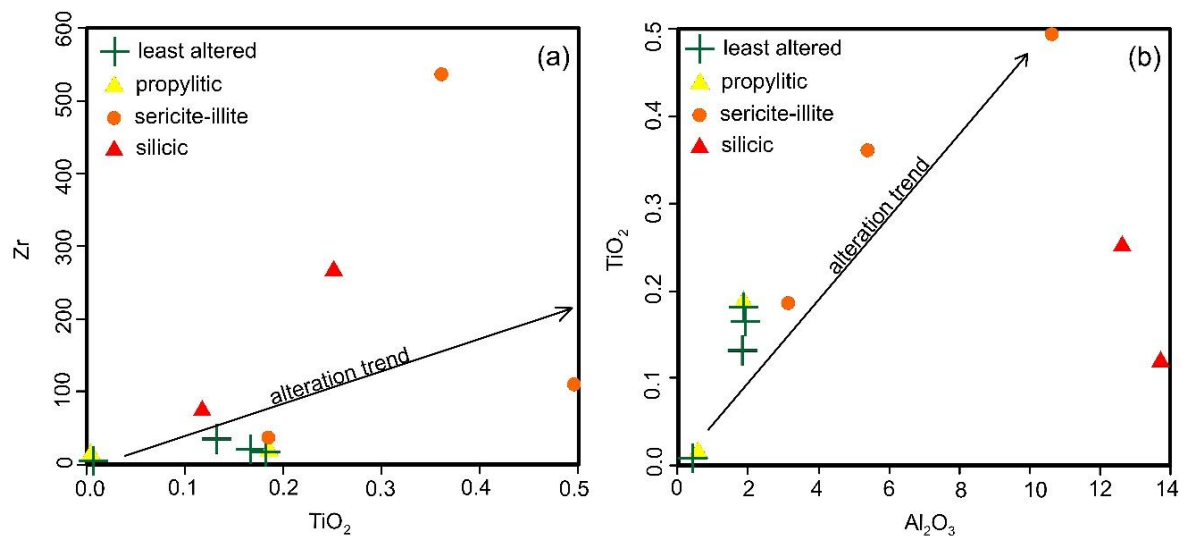 600
500
400
300
200
100
0
Zr
least altered
propylitic
sericite-illite
silicic
(a)
alteration trend
0.0 0.1 0.2 0.3 0.4 0.5
TiO₂
0.5
0.4
0.3
0.2
0.1
0.0
TiO₂
least altered
propylitic
sericite-illite
silicic
(b)
alteration trend
0 2 4 6 8 10 12 14
Al₂O₃